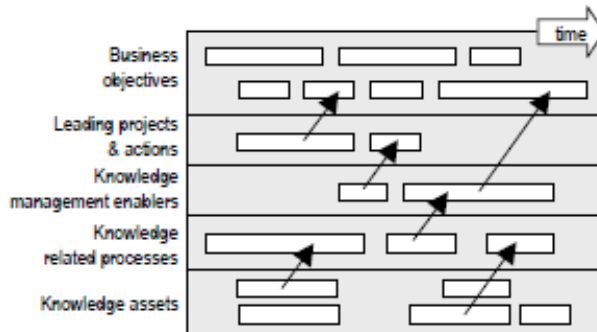 time
Business
objectives
Leading projects
& actions
Knowledge
management enablers
Knowledge
related processes
Knowledge assets